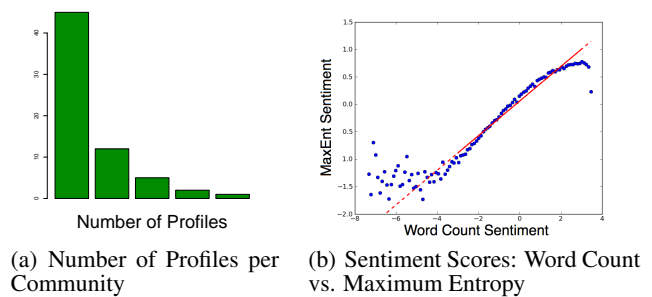 40
30
20
10
0
Number of Profiles
(a) Number of Profiles per
Community
1.5
1.0
0.5
0.0
0.5
1.0
1.5
2.0
−8 −6 −4 −2 0 2 4
MaxEnt Sentiment
Word Count Sentiment
(b) Sentiment Scores: Word Count
vs. Maximum Entropy